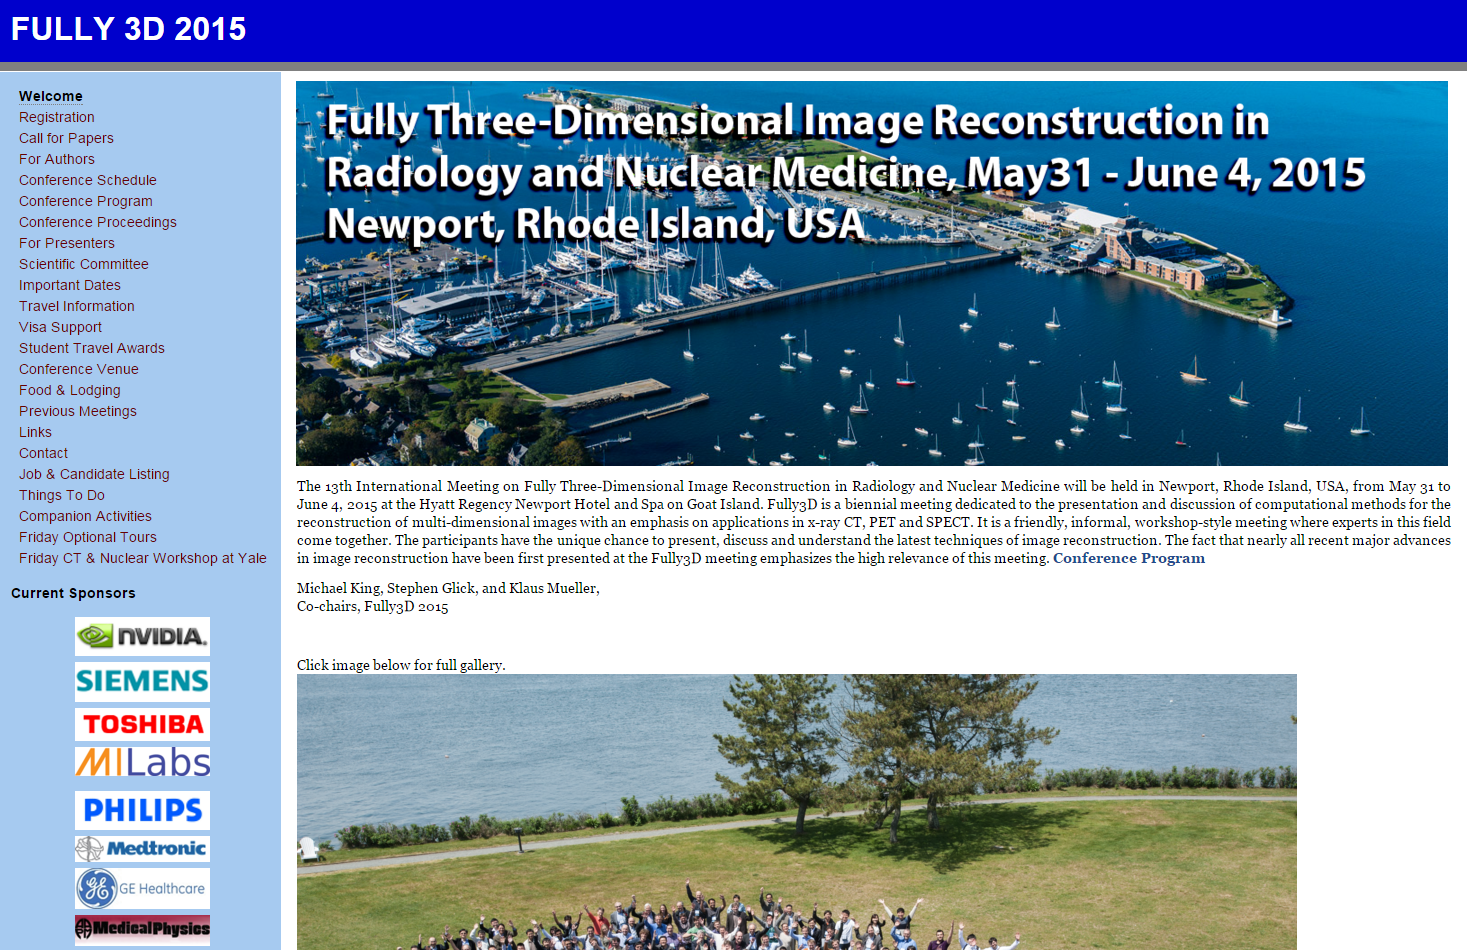 FULLY 3D 2015
Welcome
Registration
Call for Papers
For Authors
Conference Schedule
Conference Program
Conference Proceedings
For Presenters
Scientific Committee
Important Dates
Travel Information
Visa Support
Student Travel Awards
Conference Venue
Food & Lodging
Previous Meetings
Links
Contact
Job & Candidate Listing
Things To Do
Companion Activities
Friday Optional Tours
Friday CT & Nuclear Workshop at Yale
Current Sponsors
NVIDIA.
SIEMENS
TOSHIBA
MILabs
PHILIPS
Medtronic
GE Healthcare
MedicalPhysics
Fully Three-Dimensional Image Reconstruction in
Radiology and Nuclear Medicine, May31 - June 4, 2015
Newport, Rhode Island, USA
The 13th International Meeting on Fully Three-Dimensional Image Reconstruction in Radiology and Nuclear Medicine will be held in Newport, Rhode Island, USA, from May 31 to
June 4, 2015 at the Hyatt Regency Newport Hotel and Spa on Goat Island. Fully3D is a biennial meeting dedicated to the presentation and discussion of computational methods for the
reconstruction of multi-dimensional images with an emphasis on applications in x-ray CT, PET and SPECT. It is a friendly, informal, workshop-style meeting where experts in this field
come together. The participants have the unique chance to present, discuss and understand the latest techniques of image reconstruction. The fact that nearly all recent major advances
in image reconstruction have been first presented at the Fully3D meeting emphasizes the high relevance of this meeting. Conference Program
Michael King, Stephen Glick, and Klaus Mueller,
Co-chairs, Fully3D 2015
Click image below for full gallery.